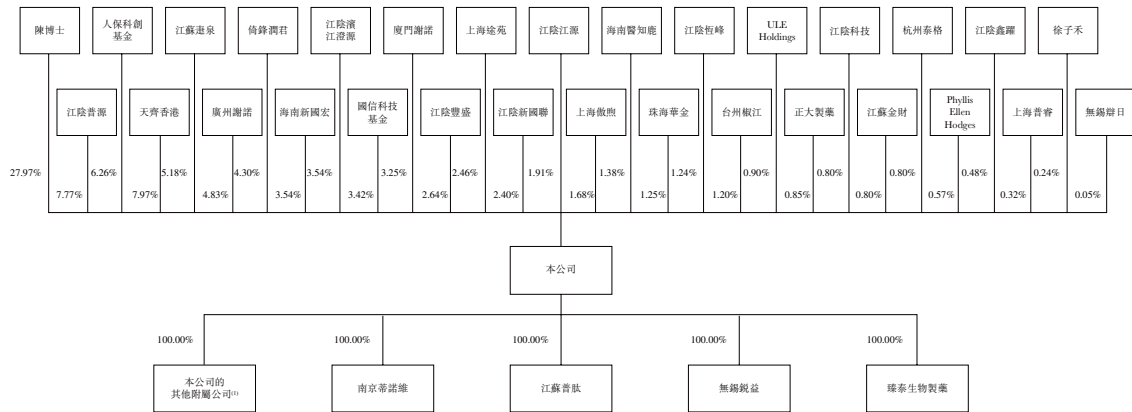 陳博士
人保科創
基金
江蘇疌泉
倚鋒潤君
江陰濱
江澄源
廈門謝諾
上海途苑
江陰江源
海南醫知鹿
江陰恆峰
ULE
Holdings
江陰科技
杭州泰格
江陰鑫躍
徐子禾
江陰普源
天齊香港
廣州謝諾
海南新國宏
國信科技
基金
江陰豐盛
江陰新國聯
上海傲煦
珠海華金
台州椒江
正大製藥
江蘇金財
Phyllis
Ellen
Hodges
上海普睿
無錫辯日
27.97%
6.26%
5.18%
4.30%
3.54%
3.25%
2.46%
1.91%
1.38%
1.24%
0.90%
0.80%
0.80%
0.48%
0.24%
7.77%
7.97%
4.83%
3.54%
3.42%
2.64%
2.40%
1.68%
1.25%
1.20%
0.85%
0.80%
0.57%
0.32%
0.05%
本公司
100.00%
100.00%
100.00%
100.00%
100.00%
本公司的
其他附屬公司(1)
南京蒂諾維
江蘇普肽
無錫銳益
臻泰生物製藥